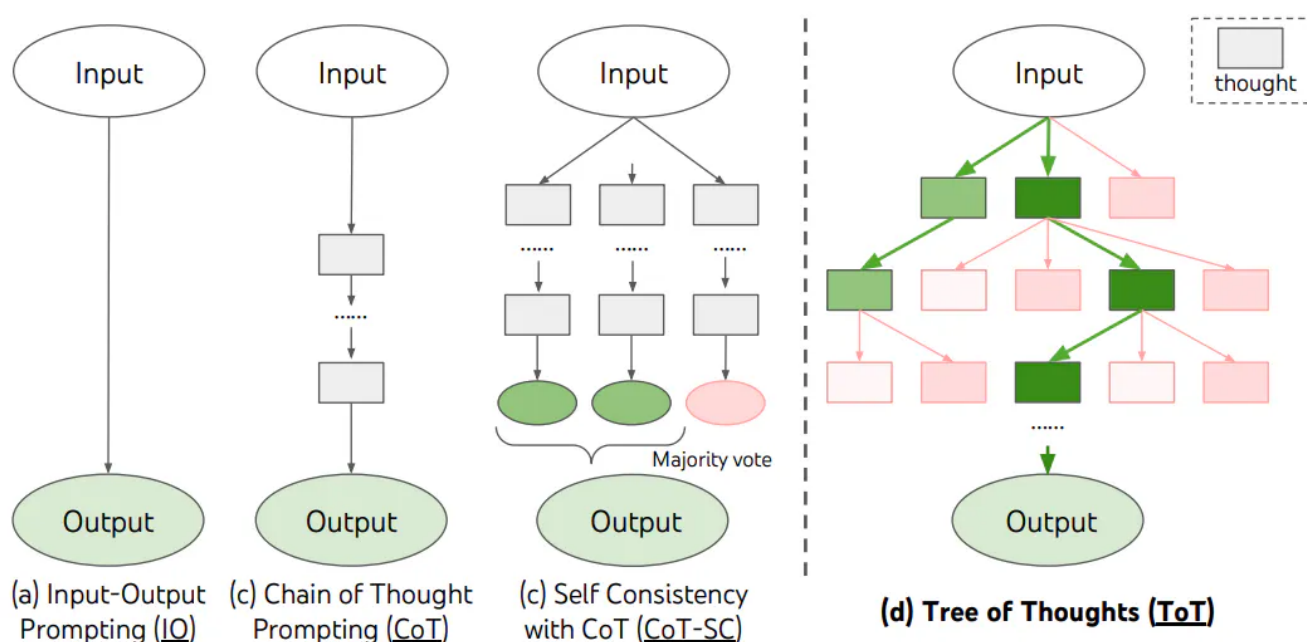 Input
Input
Input
Input
thought
......
......
......
......
Majority vote
......
Output
Output
Output
Output
(a) Input-Output
Prompting (IO)
(c) Chain of Thought
Prompting (CoT)
(c) Self Consistency
with CoT (CoT-SC)
(d) Tree of Thoughts (ToT)